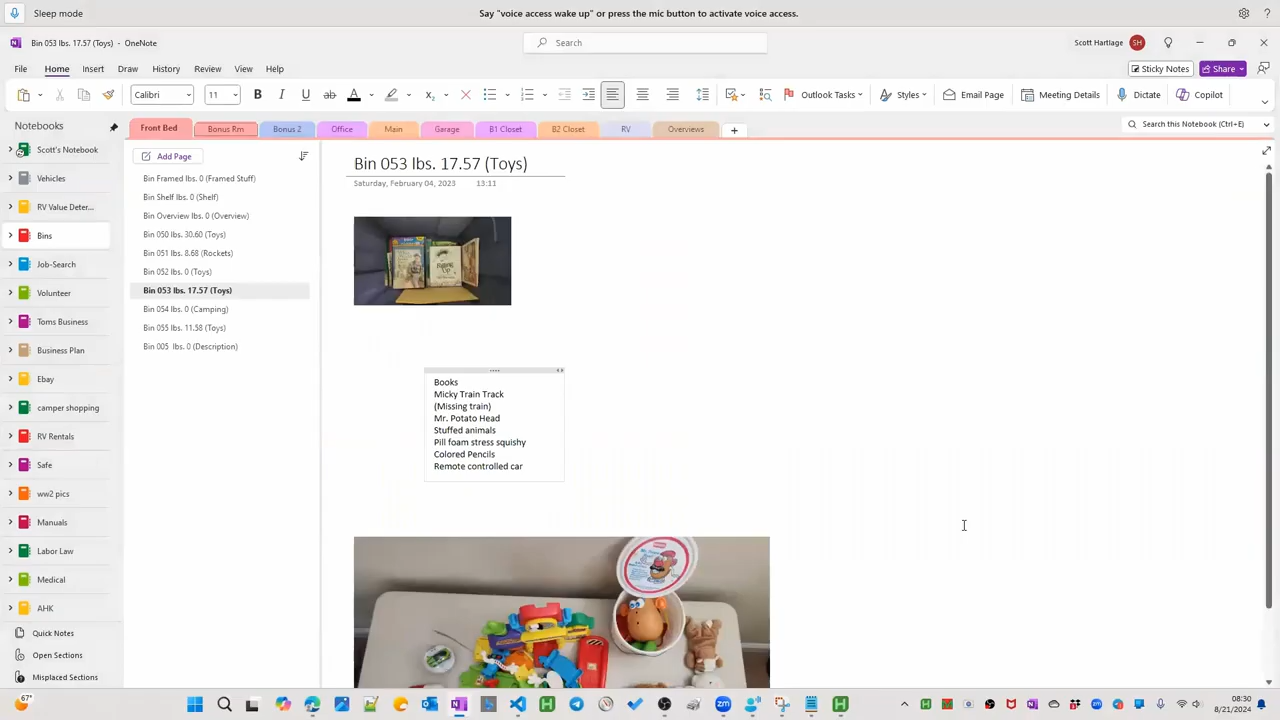 Sleep mode
Say "voice access wake up" or press the mic button to activate voice access.
Bin 053 lbs. 17.57 (Toys) - OneNote
Search
Scott Hartlage
SH
File Home Insert Draw History Review View Help
Sticky Notes
Share
Calibri
11
Outlook Tasks
Styles
Email Page
Meeting Details
Dictate
Copilot
Notebooks
Front Bed
Bonus Rm
Bonus 2
Office
Main
Garage
B1 Closet
B2 Closet
RV
Overviews
Search this Notebook (Ctrl+E)
Scott's Notebook
Vehicles
RV Value Deter...
Bins
Job-Search
Volunteer
Toms Business
Business Plan
Ebay
camper shopping
RV Rentals
Safe
ww2 pics
Manuals
Labor Law
Medical
AHK
Quick Notes
Open Sections
Misplaced Sections
Add Page
Bin Framed lbs. 0 (Framed Stuff)
Bin Shelf lbs. 0 (Shelf)
Bin Overview lbs. 0 (Overview)
Bin 050 lbs. 30.60 (Toys)
Bin 051 lbs. 8.68 (Rockets)
Bin 052 lbs. 0 (Toys)
Bin 053 lbs. 17.57 (Toys)
Bin 054 lbs. 0 (Camping)
Bin 055 lbs. 11.58 (Toys)
Bin 005 lbs. 0 (Description)
Bin 053 lbs. 17.57 (Toys)
Saturday, February 04, 2023 13:11
Books
Micky Train Track
(Missing train)
Mr. Potato Head
Stuffed animals
Pill foam stress squishy
Colored Pencils
Remote controlled car
67°
08:30
8/21/2024